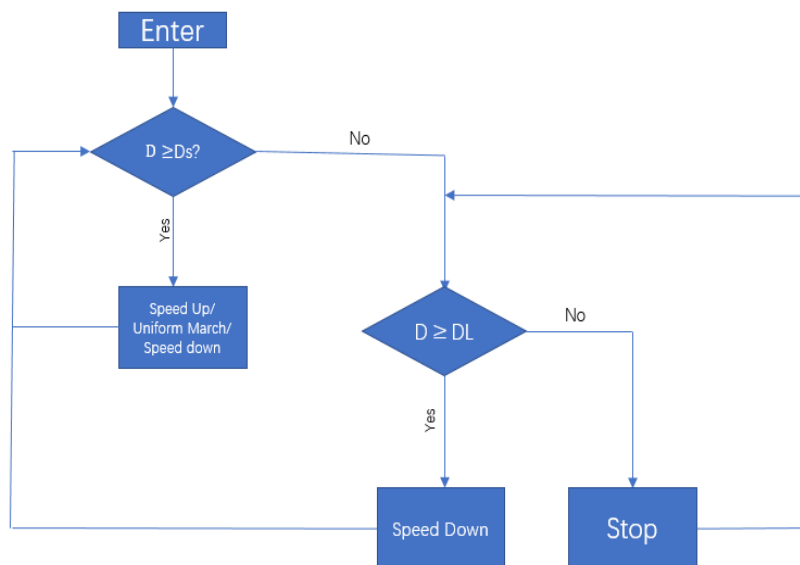 Enter
D ≥Ds?
No
Yes
Speed Up/
Uniform March/
Speed down
D ≥ DL
No
Yes
Speed Down
Stop